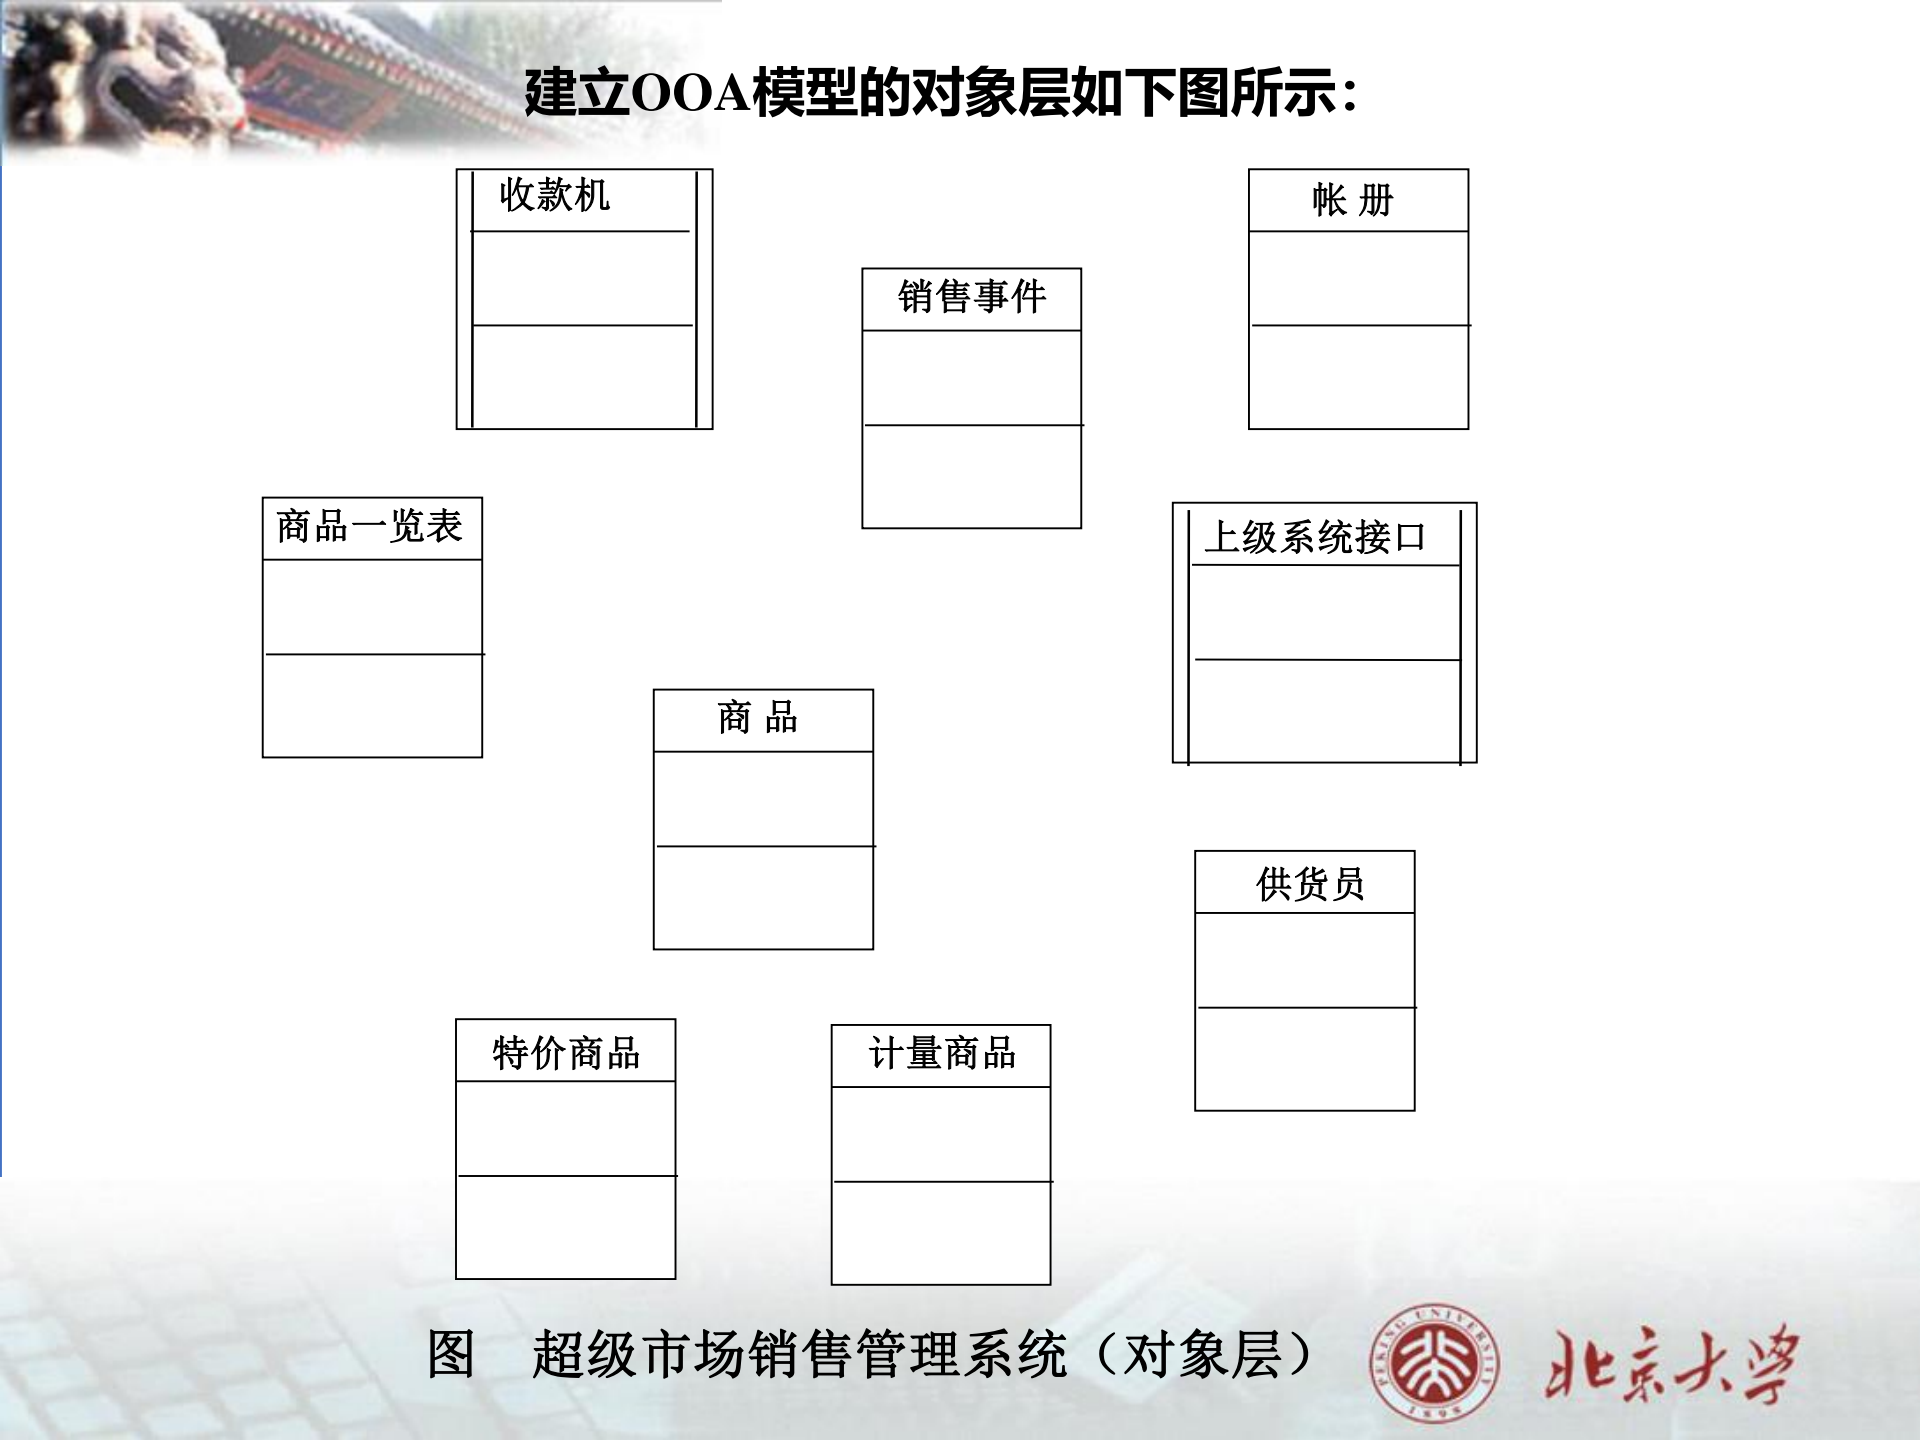 建立OOA模型的对象层如下图所示：
收款机
帐 册
销售事件
商品一览表
上级系统接口
商 品
供货员
特价商品
计量商品
图 超级市场销售管理系统（对象层）
PEKING UNIVERSITY
1898
北京大学